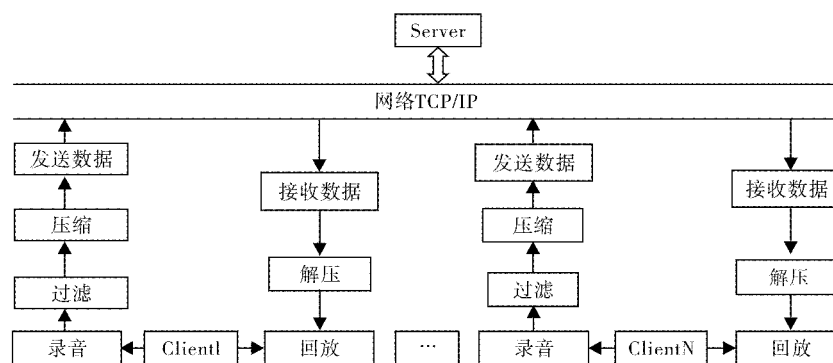 Server
网络TCP/IP
发送数据
接收数据
发送数据
接收数据
压缩
压缩
解压
解压
过滤
过滤
录音
Client1
回放
…
录音
ClientN
回放